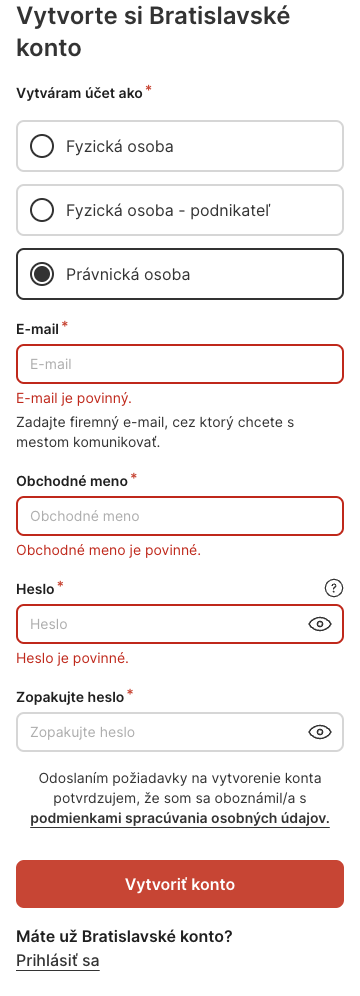 Vytvorte si Bratislavské
konto
Vytváram účet ako*
Fyzická osoba
Fyzická osoba - podnikateľ
Právnická osoba
E-mail*
E-mail
E-mail je povinný.
Zadajte firemný e-mail, cez ktorý chcete s
mestom komunikovať.
Obchodné meno*
Obchodné meno
Obchodné meno je povinné.
Heslo* ?
Heslo
Heslo je povinné.
Zopakujte heslo*
Zopakujte heslo
Odoslaním požiadavky na vytvorenie konta
potvrdzujem, že som sa oboznámil/a s
podmienkami spracúvania osobných údajov.
Vytvoriť konto
Máte už Bratislavské konto?
Prihlásiť sa